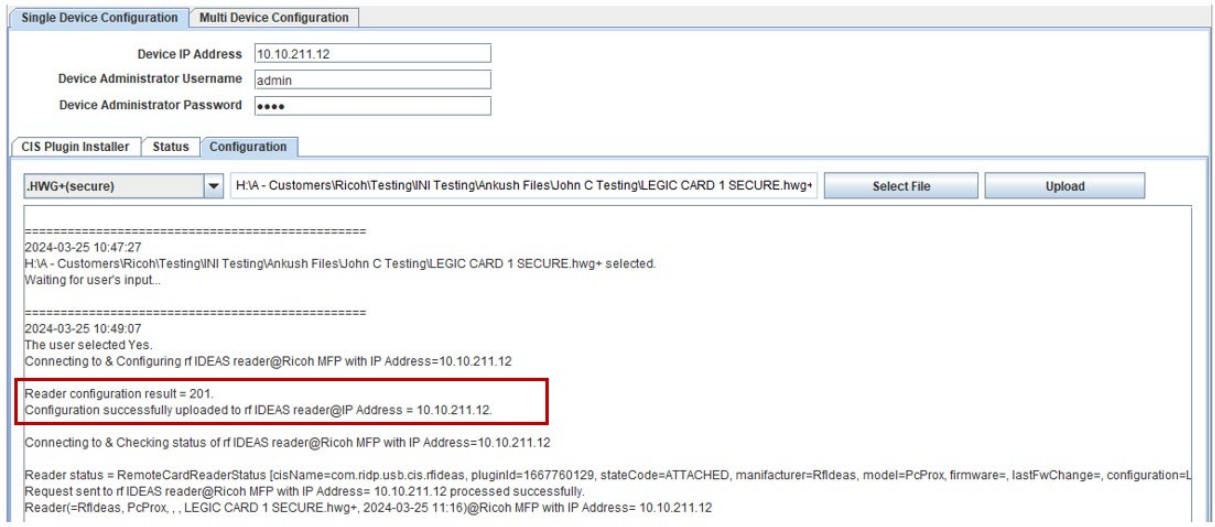 Single Device Configuration Multi Device Configuration
Device IP Address 10.10.211.12
Device Administrator Username admin
Device Administrator Password ●●●●
CIS Plugin Installer Status Configuration
.HWG+(secure) H:\A - Customers\Ricoh\Testing\INI Testing\Ankush Files\John C Testing\LEGIC CARD 1 SECURE.hwg+ Select File Upload
================================================
2024-03-25 10:47:27
H:\A - Customers\Ricoh\Testing\INI Testing\Ankush Files\John C Testing\LEGIC CARD 1 SECURE.hwg+ selected.
Waiting for user's input...
================================================
2024-03-25 10:49:07
The user selected Yes.
Connecting to & Configuring rf IDEAS reader@Ricoh MFP with IP Address=10.10.211.12
Reader configuration result = 201.
Configuration successfully uploaded to rf IDEAS reader@IP Address = 10.10.211.12.
Connecting to & Checking status of rf IDEAS reader@Ricoh MFP with IP Address=10.10.211.12
Reader status = RemoteCardReaderStatus [cisName=com.ridp.usb.cis.rfideas, pluginId=1667760129, stateCode=ATTACHED, manifacturer=RfIdeas, model=PcProx, firmware=, lastFwChange=, configuration=L
Request sent to rf IDEAS reader@Ricoh MFP with IP Address= 10.10.211.12 processed successfully.
Reader(=RfIdeas, PcProx, , , LEGIC CARD 1 SECURE.hwg+, 2024-03-25 11:16)@Ricoh MFP with IP Address= 10.10.211.12